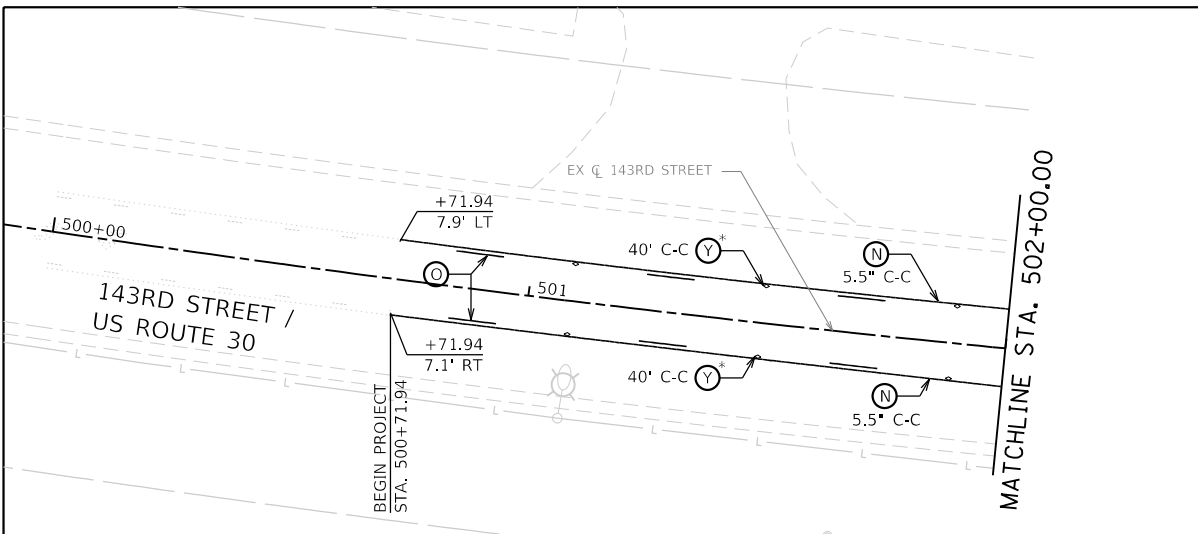 EX ℄ 143RD STREET
+71.94
7.9' LT
500+00
40' C-C Y*
N
5.5" C-C
O
501
143RD STREET /
US ROUTE 30
+71.94
7.1' RT
40' C-C Y*
N
5.5" C-C
BEGIN PROJECT
STA. 500+71.94
MATCHLINE STA. 502+00.00